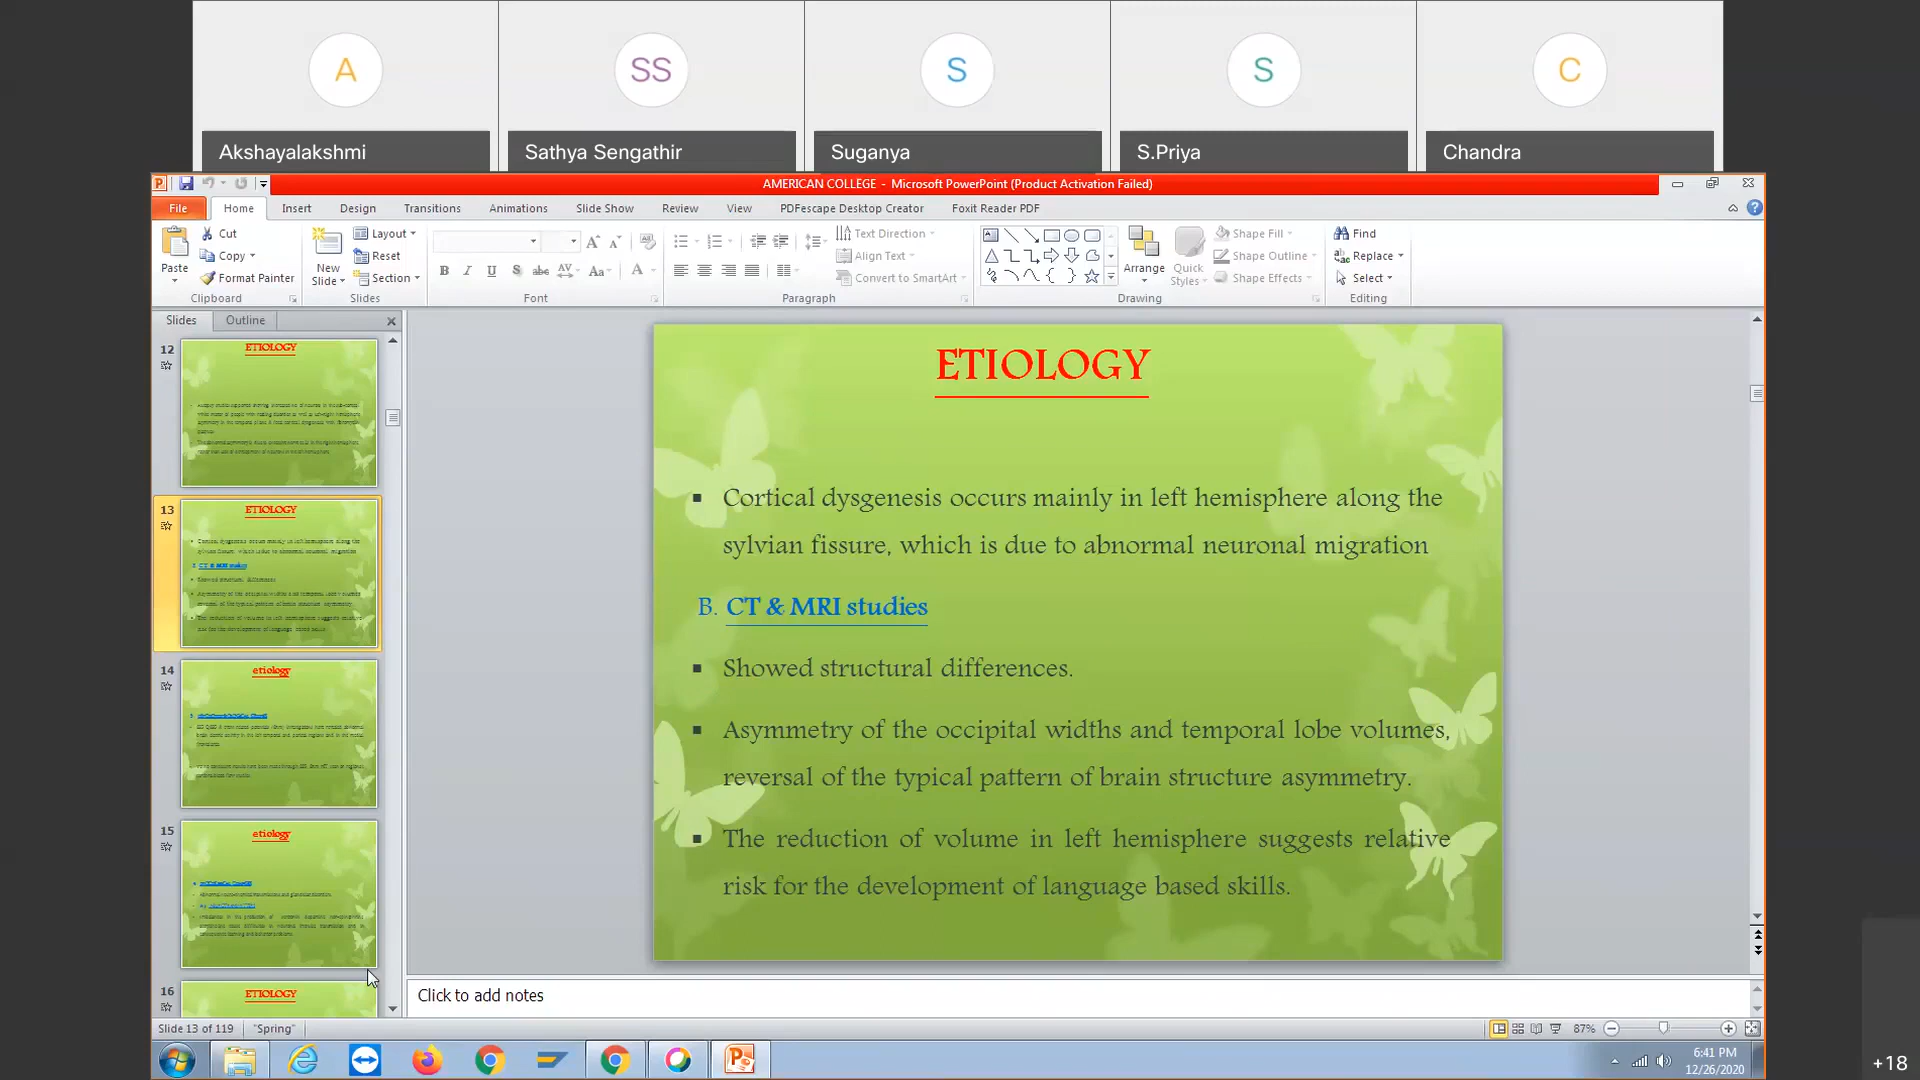 A
SS
S
S
C
Akshayalakshmi
Sathya Sengathir
Suganya
S.Priya
Chandra
AMERICAN COLLEGE - Microsoft PowerPoint (Product Activation Failed)
File Home Insert Design Transitions Animations Slide Show Review View PDFescape Desktop Creator Foxit Reader PDF
Paste
Cut
Copy
Format Painter
Clipboard
New
Slide
Layout
Reset
Section
Slides
Font
Text Direction
Align Text
Convert to SmartArt
Paragraph
Arrange
Quick
Styles
Shape Fill
Shape Outline
Shape Effects
Drawing
Find
Replace
Select
Editing
Slides Outline
12
ETIOLOGY
13
ETIOLOGY
CT & MRI studies
14
etiology
15
etiology
16
ETIOLOGY
ETIOLOGY
▪ Cortical dysgenesis occurs mainly in left hemisphere along the
sylvian fissure, which is due to abnormal neuronal migration
B. CT & MRI studies
▪ Showed structural differences.
▪ Asymmetry of the occipital widths and temporal lobe volumes,
reversal of the typical pattern of brain structure asymmetry.
▪ The reduction of volume in left hemisphere suggests relative
risk for the development of language based skills.
Click to add notes
Slide 13 of 119 "Spring" 87%
6:41 PM
12/26/2020
+18